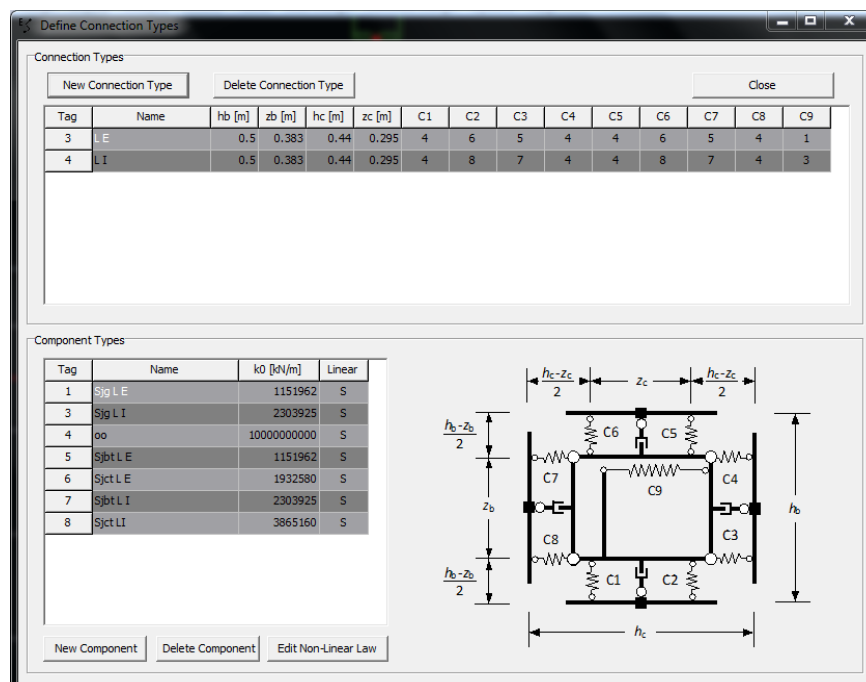 Define Connection Types
Connection Types
New Connection Type Delete Connection Type Close
Tag Name hb [m] zb [m] hc [m] zc [m] C1 C2 C3 C4 C5 C6 C7 C8 C9
3 L E 0.5 0.383 0.44 0.295 4 6 5 4 4 6 5 4 1
4 L I 0.5 0.383 0.44 0.295 4 8 7 4 4 8 7 4 3
Component Types
Tag Name k0 [kN/m] Linear
1 Sjg L E 1151962 S
3 Sjg L I 2303925 S
4 oo 10000000000 S
5 Sjbt L E 1151962 S
6 Sjct L E 1932580 S
7 Sjbt L I 2303925 S
8 Sjct LI 3865160 S
New Component Delete Component Edit Non-Linear Law
hc-zc zc hc-zc
2 2
hb-zb
2
C6 C5
C7 C4
C9
zb hb
C8 C3
hb-zb
2
C1 C2
hc